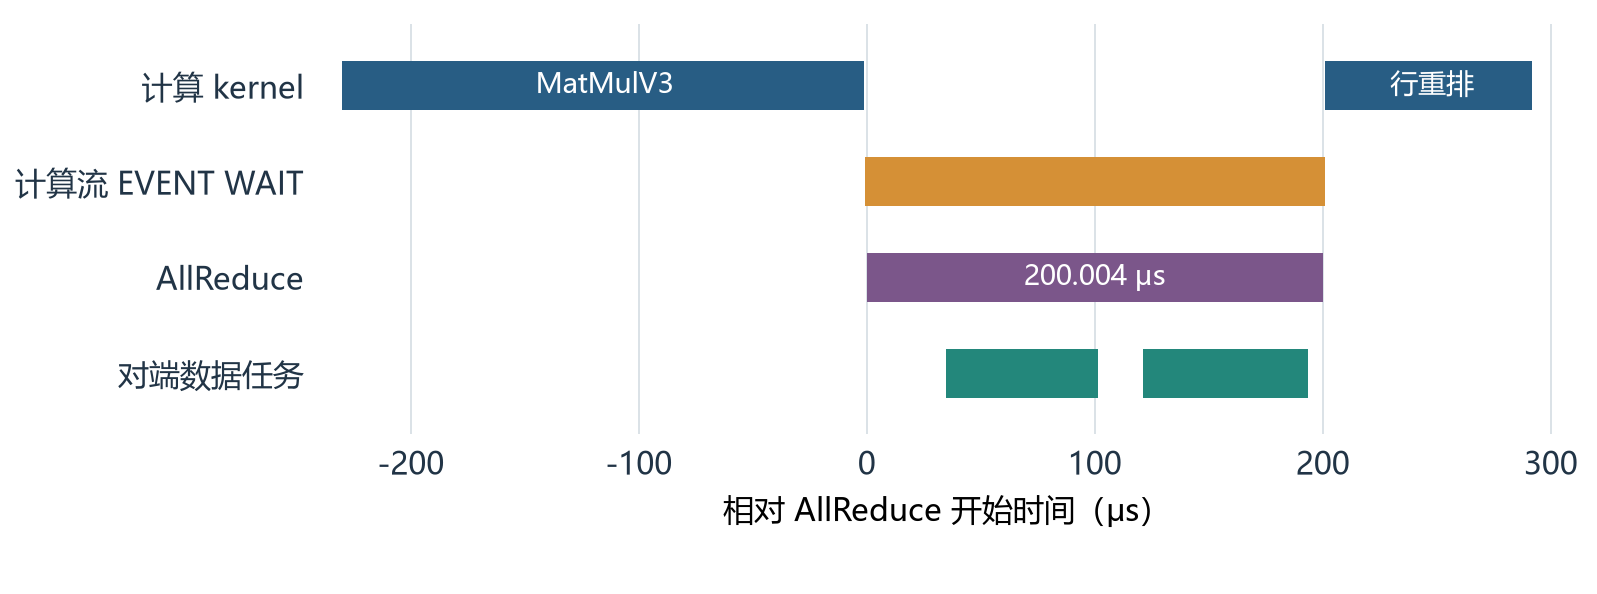 计算 kernel
MatMulV3
行重排
计算流 EVENT WAIT
AllReduce
200.004 µs
对端数据任务
-200 -100 0 100 200 300
相对 AllReduce 开始时间（µs）